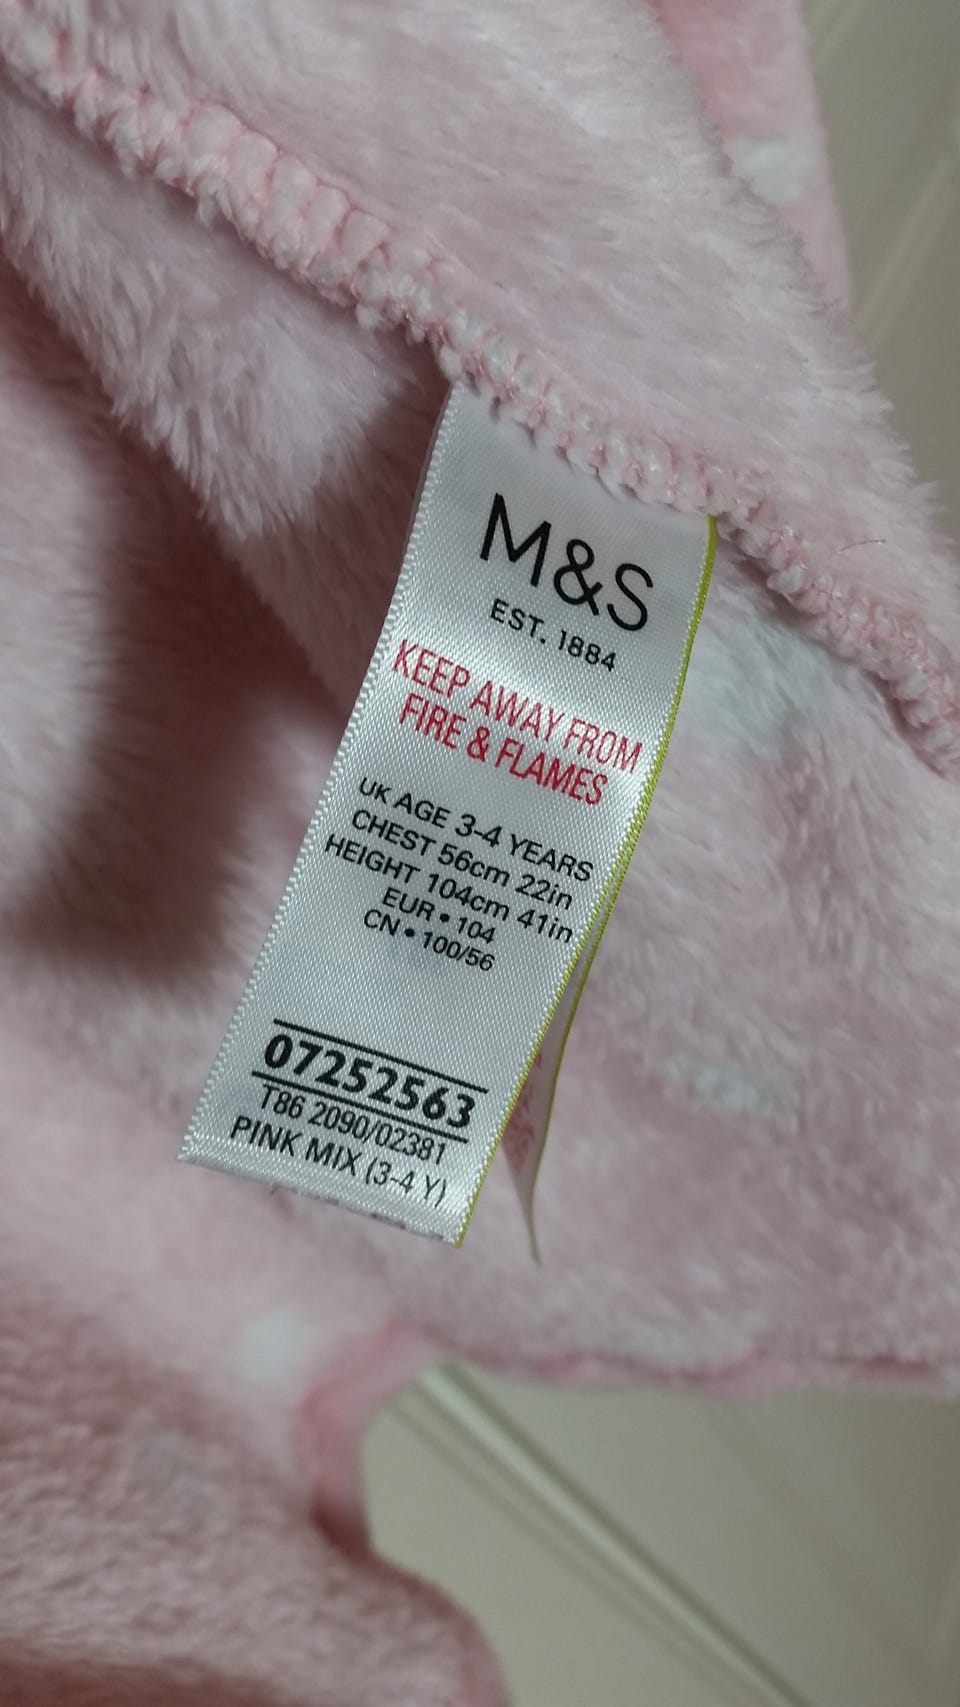 M&S
EST. 1884
KEEP AWAY FROM
FIRE & FLAMES
UK AGE 3-4 YEARS
CHEST 56cm 22in
HEIGHT 104cm 41in
EUR • 104
CN • 100/56
07252563
T86 2090/02381
PINK MIX (3-4 Y)